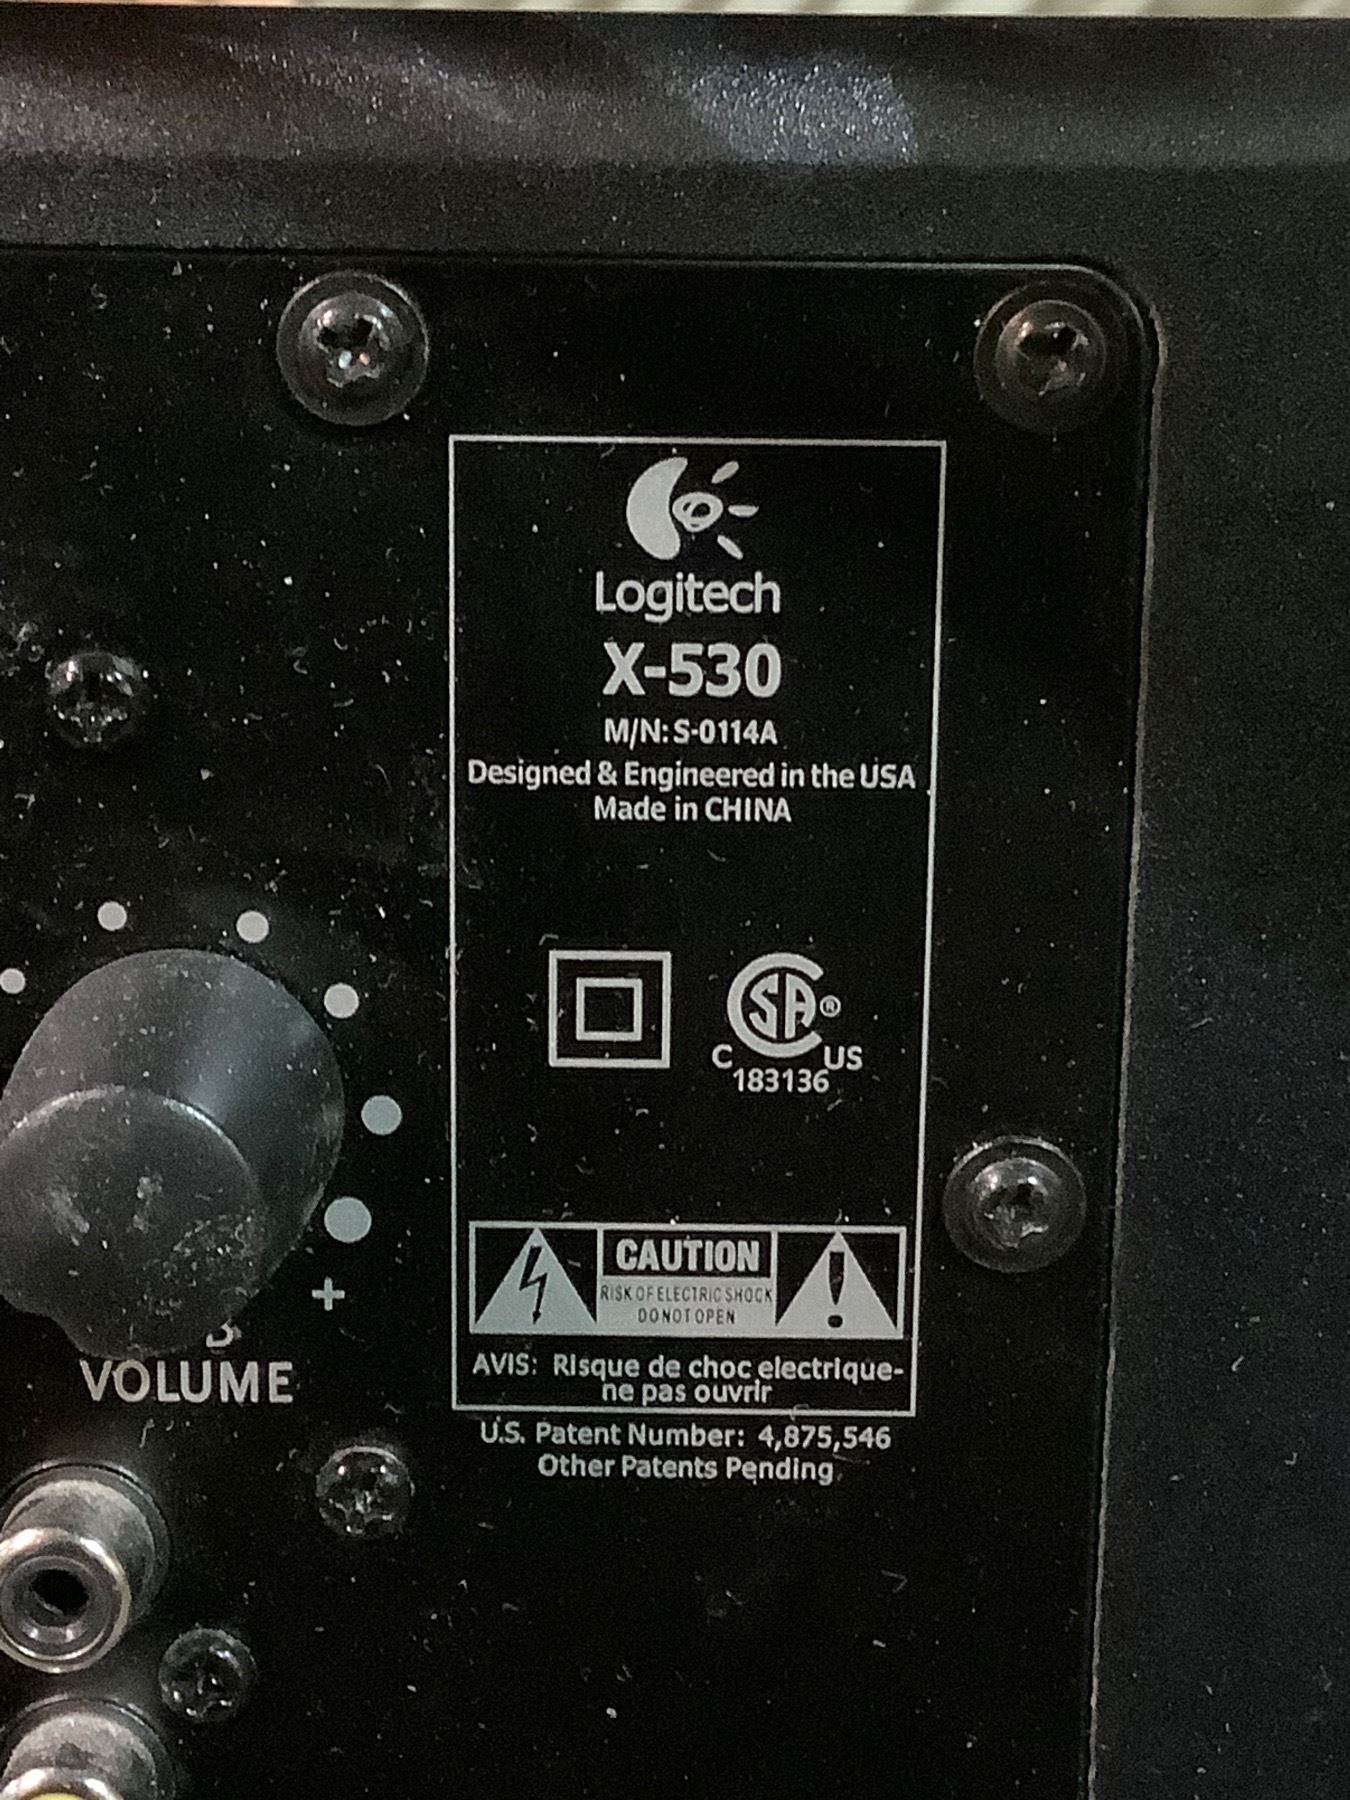 Logitech
X-530
M/N: S-0114A
Designed & Engineered in the USA
Made in CHINA
CSA®
C US
183136
CAUTION
RISK OF ELECTRIC SHOCK
DO NOT OPEN
AVIS: Risque de choc electrique-
ne pas ouvrir
U.S. Patent Number: 4,875,546
Other Patents Pending
+
VOLUME